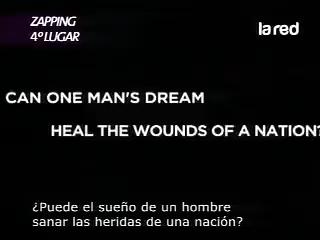 ZAPPING
4º LUGAR
la red
CAN ONE MAN'S DREAM
HEAL THE WOUNDS OF A NATION?
¿Puede el sueño de un hombre
sanar las heridas de una nación?